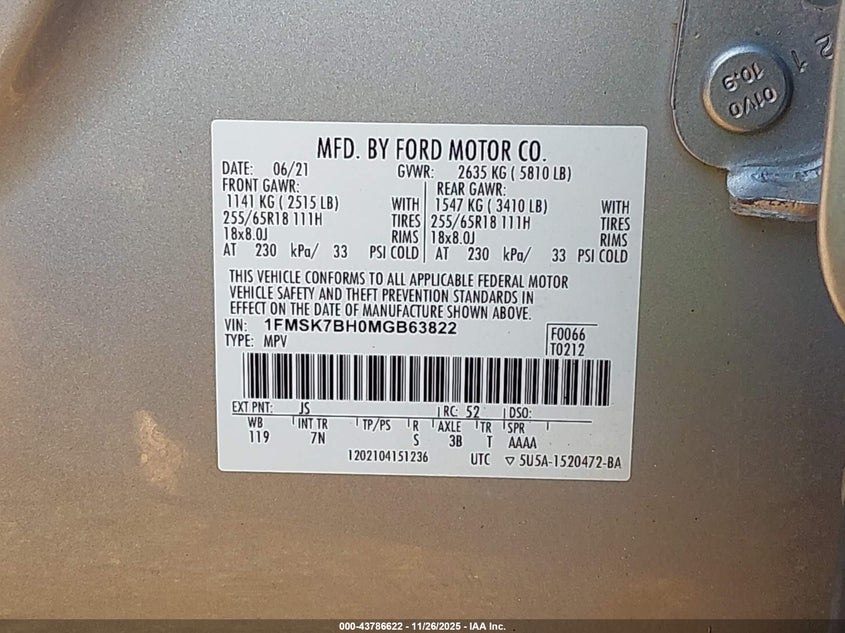 MFD. BY FORD MOTOR CO.
DATE: 06/21 GVWR: 2635 KG ( 5810 LB)
FRONT GAWR: REAR GAWR:
1141 KG ( 2515 LB) WITH 1547 KG ( 3410 LB) WITH
255/65R18 111H TIRES 255/65R18 111H TIRES
18x8.0J RIMS 18x8.0J RIMS
AT 230 kPa/ 33 PSI COLD AT 230 kPa/ 33 PSI COLD
THIS VEHICLE CONFORMS TO ALL APPLICABLE FEDERAL MOTOR
VEHICLE SAFETY AND THEFT PREVENTION STANDARDS IN
EFFECT ON THE DATE OF MANUFACTURE SHOWN ABOVE.
VIN: 1FMSK7BH0MGB63822 F0066
TYPE: MPV T0212
EXT PNT: JS RC: 52 DSO:
WB INT TR TP/PS R AXLE TR SPR
119 7N S 3B T AAAA
1202104151236 UTC ▽ 5U5A-1520472-BA
01V0
10.9
1 2
000-43786622 - 11/26/2025 - IAA Inc.